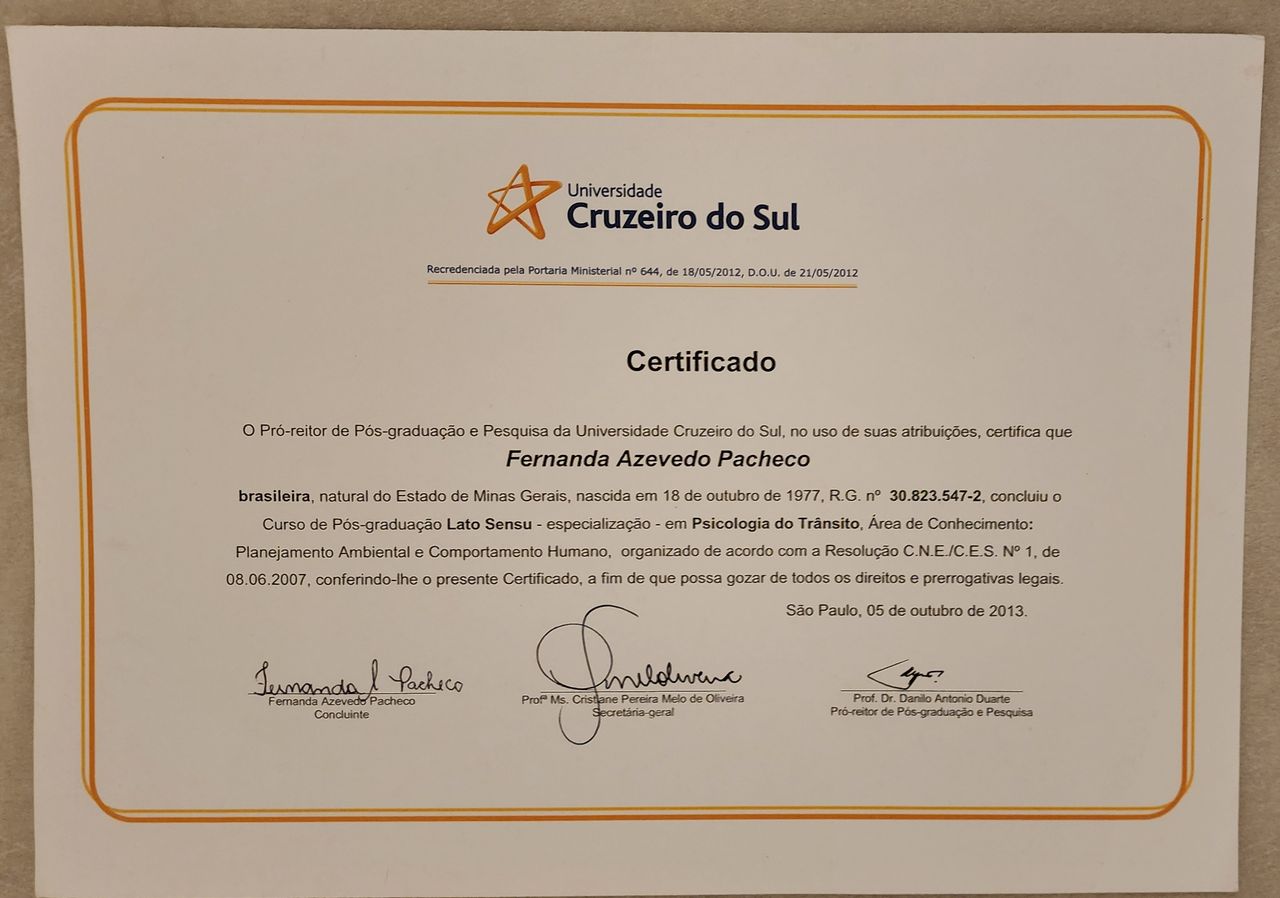 Universidade
Cruzeiro do Sul
Recredenciada pela Portaria Ministerial nº 644, de 18/05/2012, D.O.U. de 21/05/2012
Certificado
O Pró-reitor de Pós-graduação e Pesquisa da Universidade Cruzeiro do Sul, no uso de suas atribuições, certifica que
Fernanda Azevedo Pacheco
brasileira, natural do Estado de Minas Gerais, nascida em 18 de outubro de 1977, R.G. nº 30.823.547-2, concluiu o
Curso de Pós-graduação Lato Sensu - especialização - em Psicologia do Trânsito, Área de Conhecimento:
Planejamento Ambiental e Comportamento Humano, organizado de acordo com a Resolução C.N.E./C.E.S. Nº 1, de
08.06.2007, conferindo-lhe o presente Certificado, a fim de que possa gozar de todos os direitos e prerrogativas legais.
São Paulo, 05 de outubro de 2013.
Fernanda Pacheco
Fernanda Azevedo Pacheco
Concluinte
Profª Ms. Cristiane Pereira Melo de Oliveira
Secretária-geral
Prof. Dr. Danilo Antonio Duarte
Pró-reitor de Pós-graduação e Pesquisa